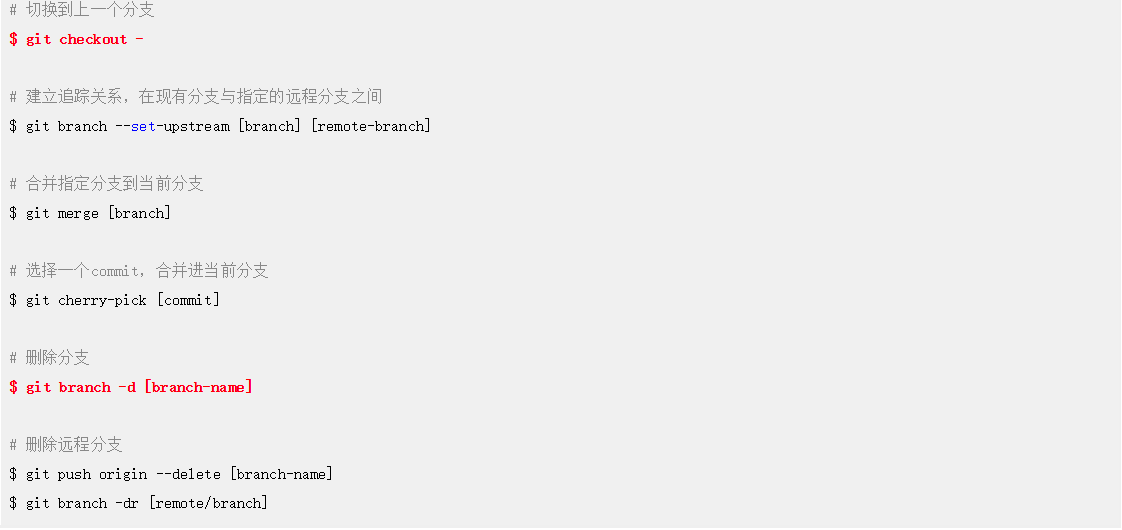 # 切换到上一个分支
$ git checkout -
# 建立追踪关系，在现有分支与指定的远程分支之间
$ git branch --set-upstream [branch] [remote-branch]
# 合并指定分支到当前分支
$ git merge [branch]
# 选择一个commit，合并进当前分支
$ git cherry-pick [commit]
# 删除分支
$ git branch -d [branch-name]
# 删除远程分支
$ git push origin --delete [branch-name]
$ git branch -dr [remote/branch]